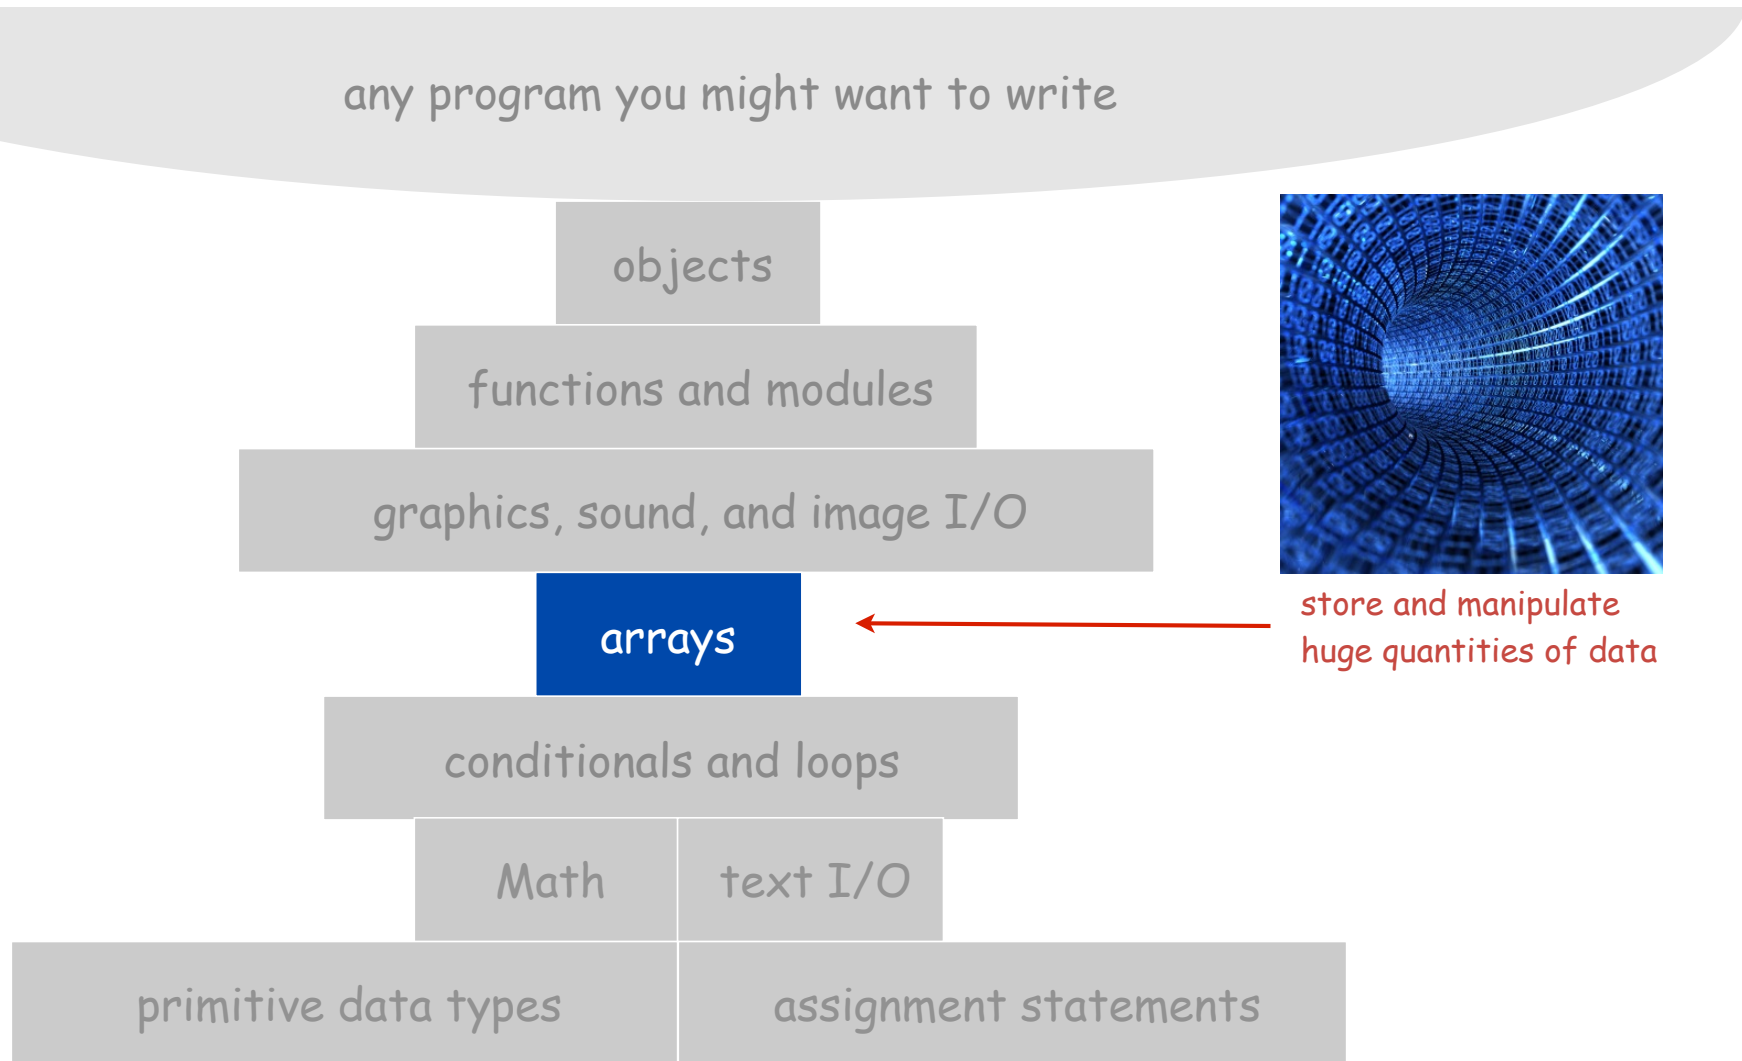 any program you might want to write
objects
functions and modules
graphics, sound, and image I/O
arrays
store and manipulate
huge quantities of data
conditionals and loops
Math
text I/O
primitive data types
assignment statements